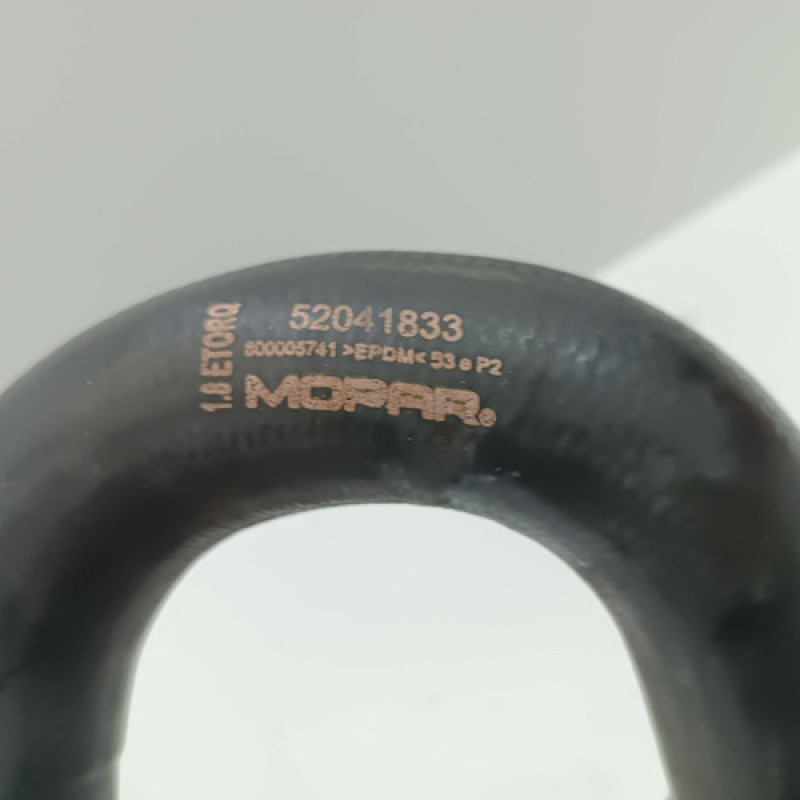 52041833
600005741 >EPDM< 53 e P2
MOPAR®
1.8 ETORQ